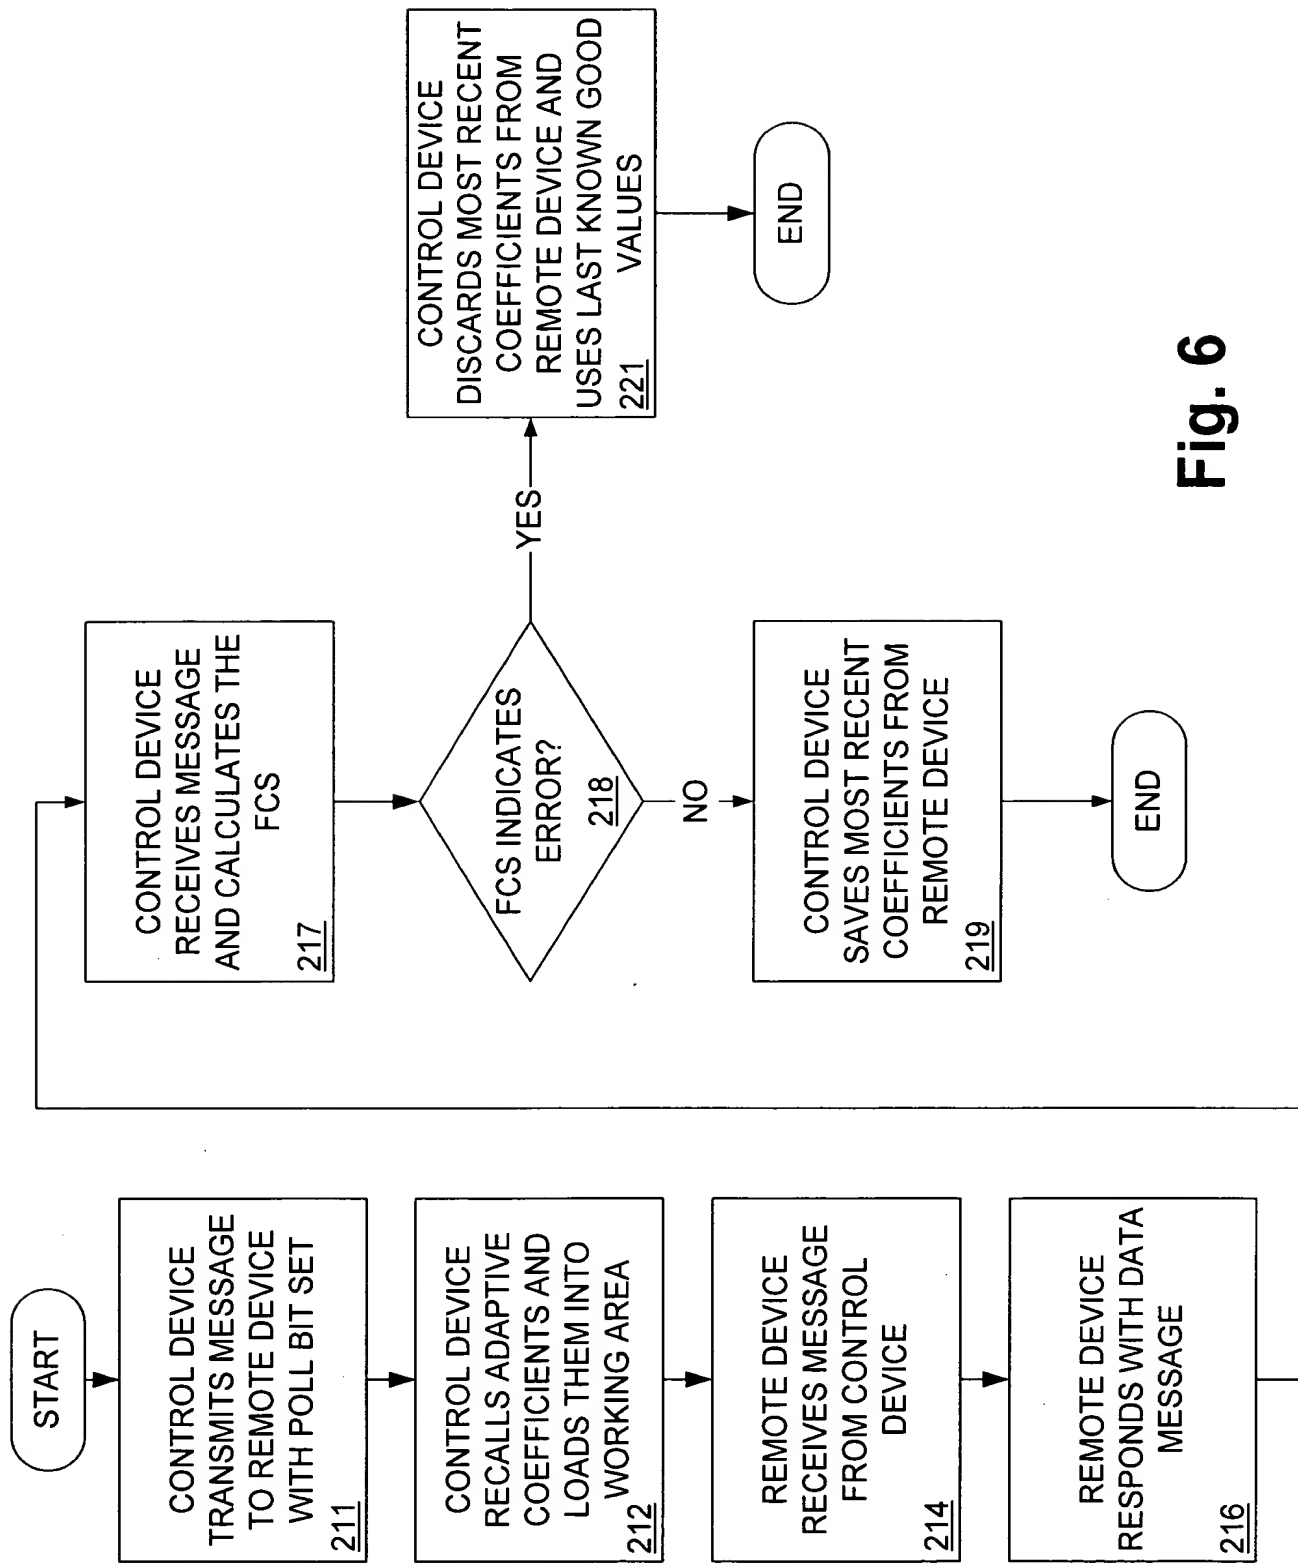 START
CONTROL DEVICE
TRANSMITS MESSAGE
TO REMOTE DEVICE
WITH POLL BIT SET
211
CONTROL DEVICE
RECALLS ADAPTIVE
COEFFICIENTS AND
LOADS THEM INTO
WORKING AREA
212
REMOTE DEVICE
RECEIVES MESSAGE
FROM CONTROL
DEVICE
214
REMOTE DEVICE
RESPONDS WITH DATA
MESSAGE
216
CONTROL DEVICE
RECEIVES MESSAGE
AND CALCULATES THE
FCS
217
FCS INDICATES
ERROR?
218
YES
NO
CONTROL DEVICE
SAVES MOST RECENT
COEFFICIENTS FROM
REMOTE DEVICE
219
END
CONTROL DEVICE
DISCARDS MOST RECENT
COEFFICIENTS FROM
REMOTE DEVICE AND
USES LAST KNOWN GOOD
VALUES
221
END
Fig. 6